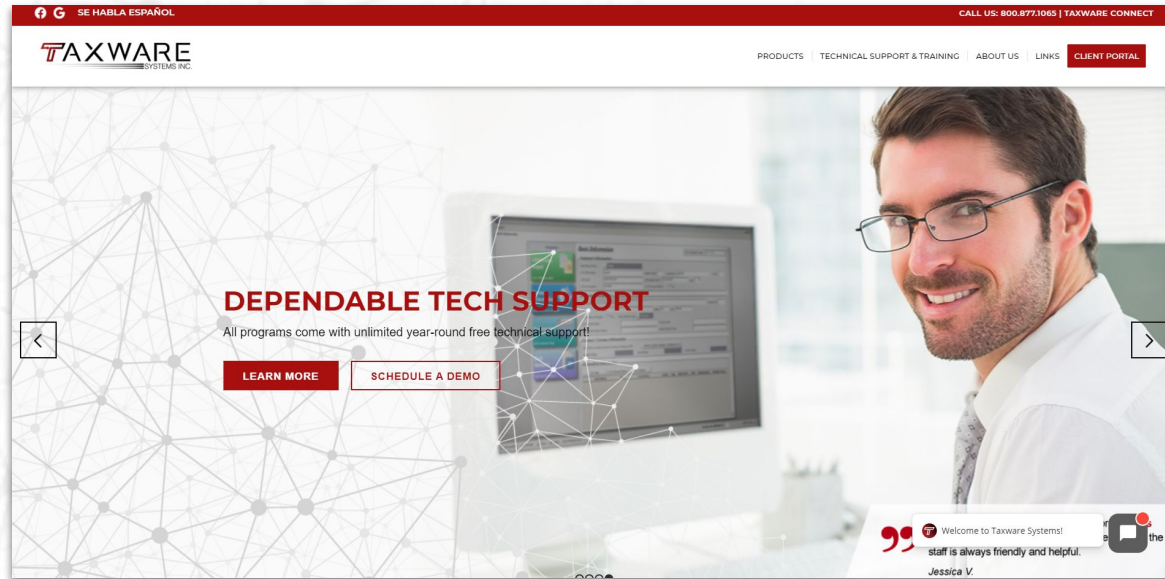 SE HABLA ESPAÑOL
CALL US: 800.877.1065 | TAXWARE CONNECT
TAXWARE
SYSTEMS INC.
PRODUCTS
TECHNICAL SUPPORT & TRAINING
ABOUT US
LINKS
CLIENT PORTAL
DEPENDABLE TECH SUPPORT
All programs come with unlimited year-round free technical support!
LEARN MORE
SCHEDULE A DEMO
Welcome to Taxware Systems!
the
staff is always friendly and helpful.
Jessica V.